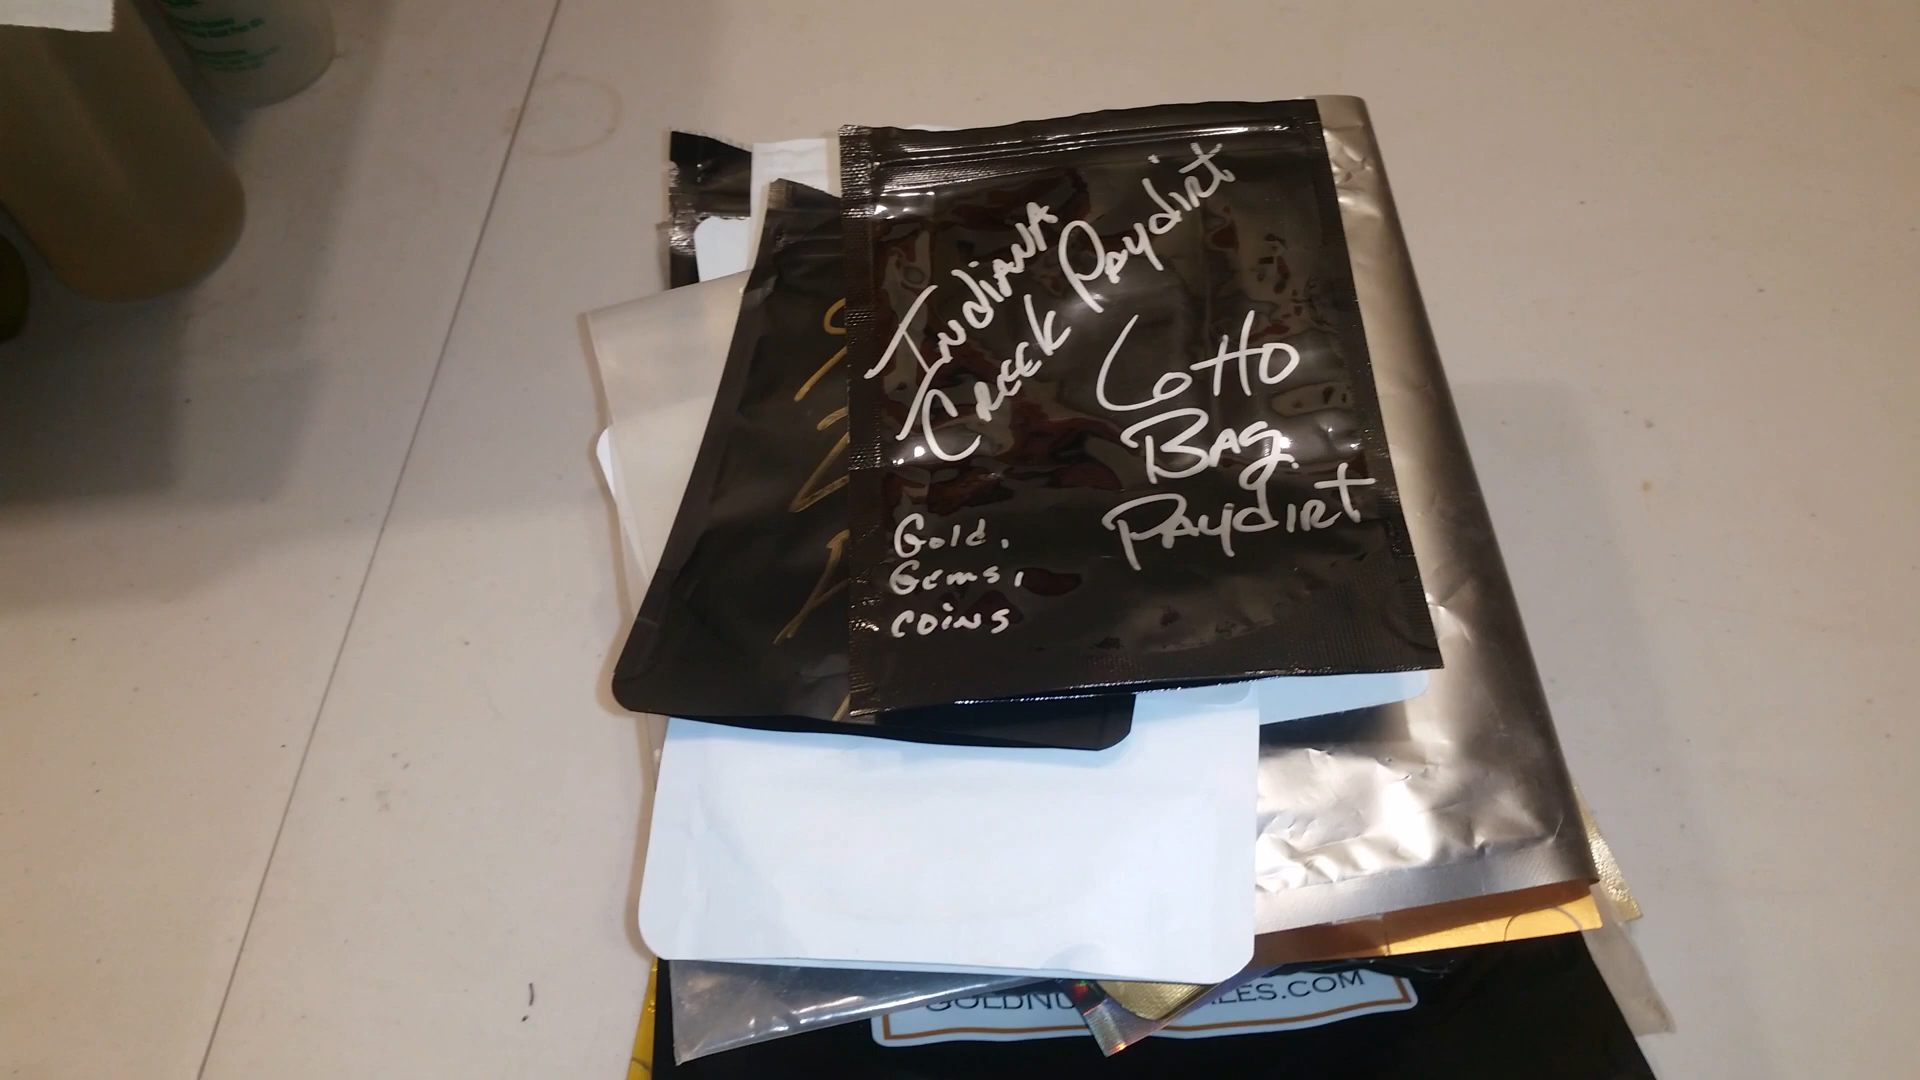 Indiana
Creek Paydirt
Lotto
Bag
Paydirt
Gold,
Gems,
Coins